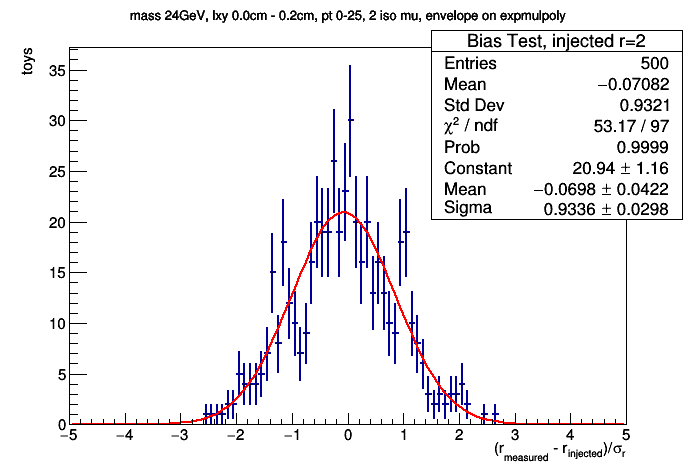 mass 24GeV, lxy 0.0cm - 0.2cm, pt 0-25, 2 iso mu, envelope on expmulpoly
toys
Bias Test, injected r=2
Entries 500
Mean −0.07082
Std Dev 0.9321
χ² / ndf 53.17 / 97
Prob 0.9999
Constant 20.94 ± 1.16
Mean −0.0698 ± 0.0422
Sigma 0.9336 ± 0.0298
35
30
25
20
15
10
5
0
−5 −4 −3 −2 −1 0 1 2 3 4 5
(r_measured - r_injected)/σ_r